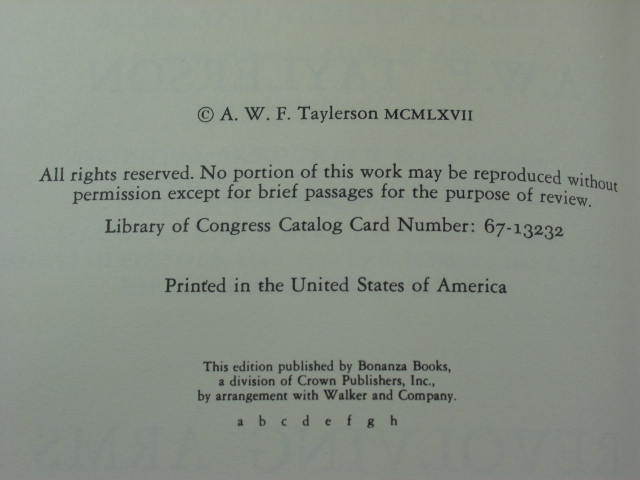 © A. W. F. Taylerson MCMLXVII
All rights reserved. No portion of this work may be reproduced without
permission except for brief passages for the purpose of review.
Library of Congress Catalog Card Number: 67-13232
Printed in the United States of America
This edition published by Bonanza Books,
a division of Crown Publishers, Inc.,
by arrangement with Walker and Company.
a b c d e f g h